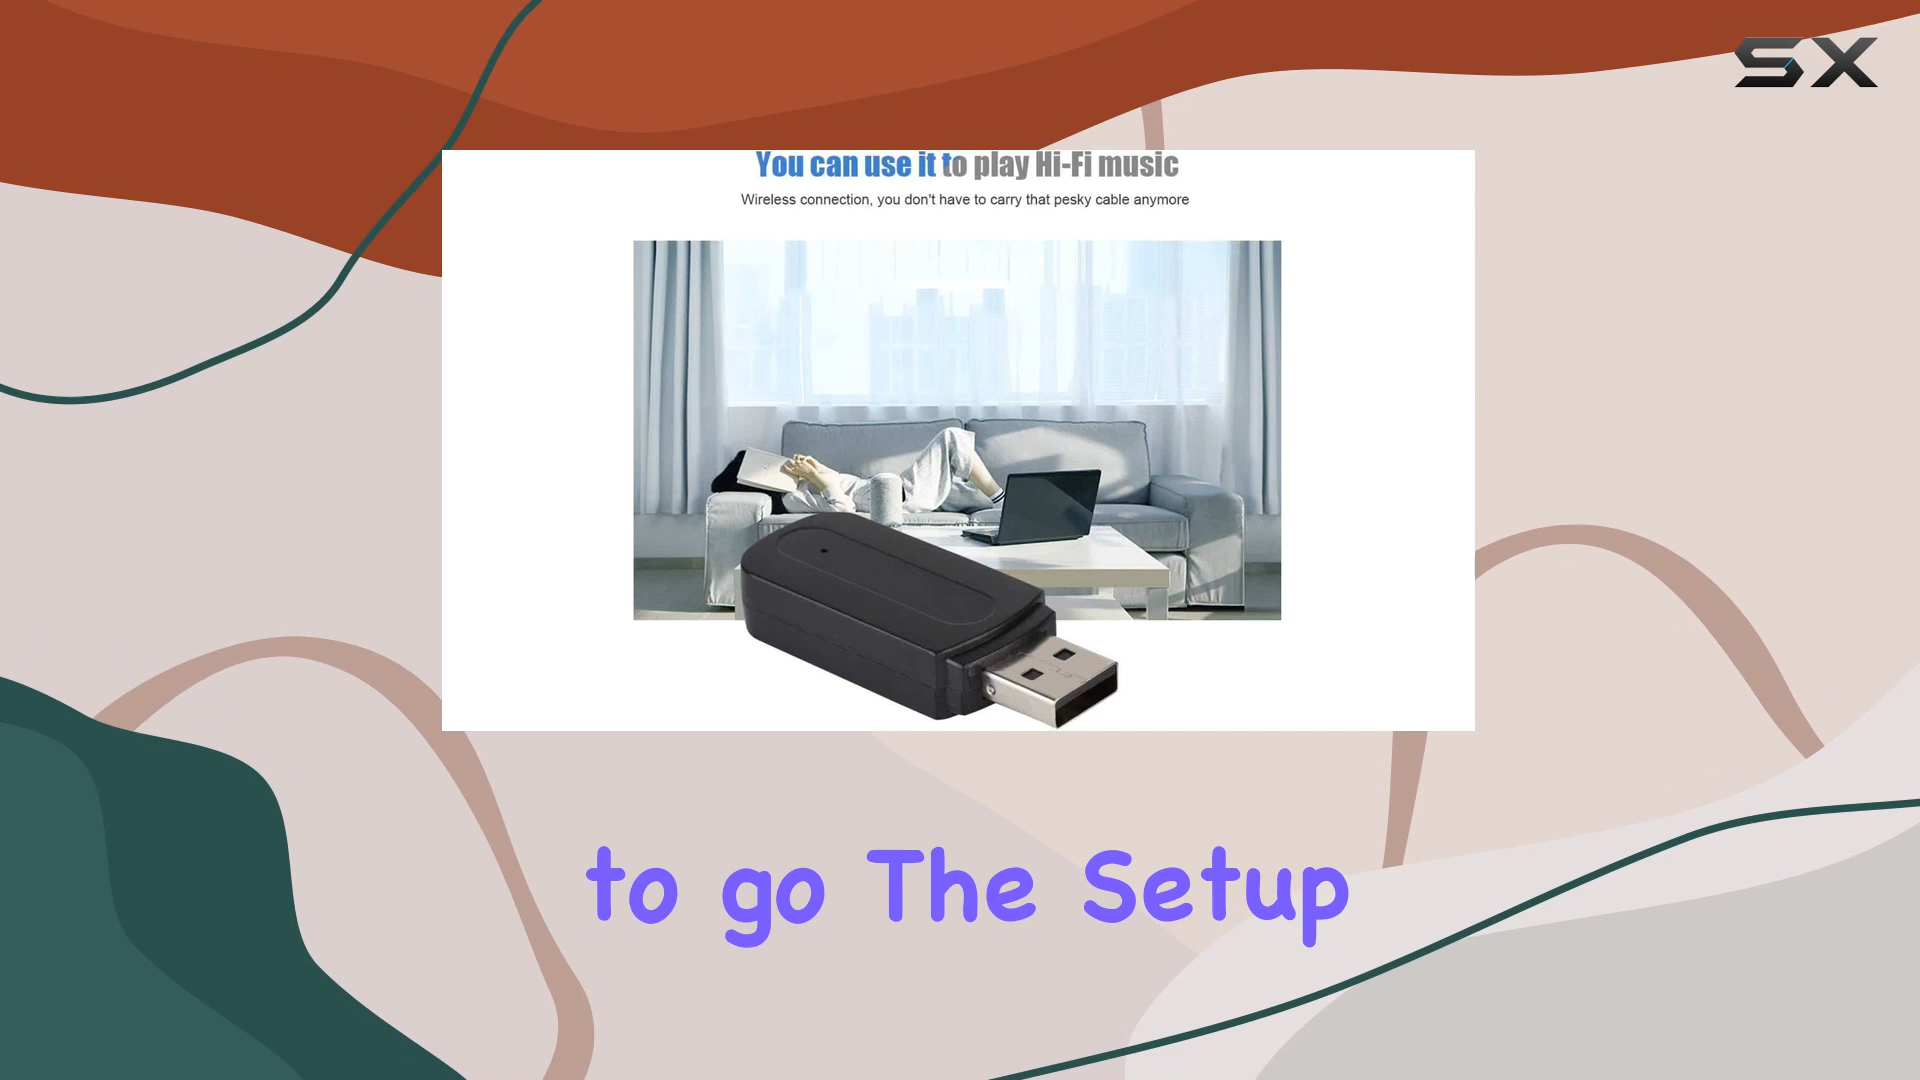 SX
You can use it to play Hi-Fi music
Wireless connection, you don't have to carry that pesky cable anymore
to go The Setup